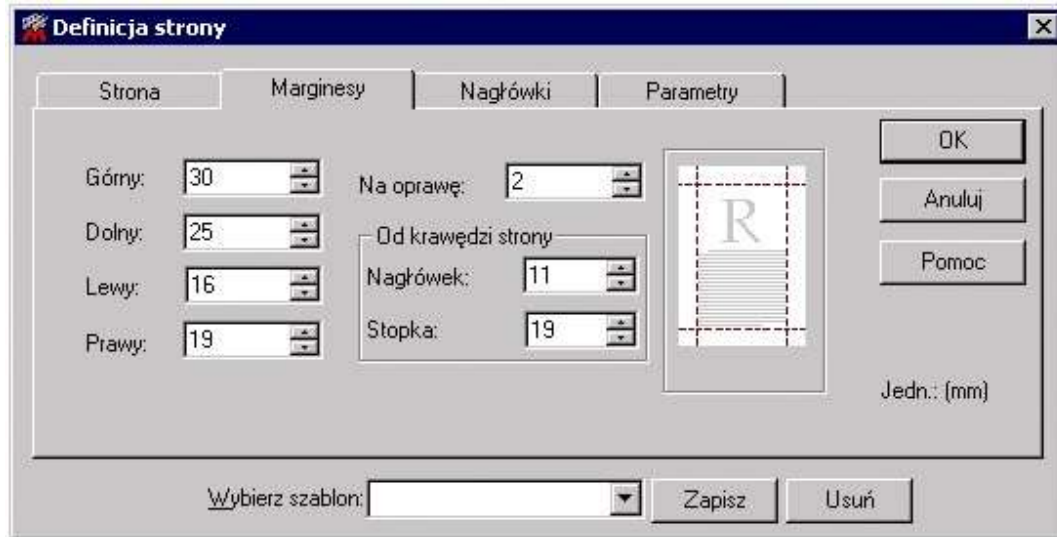 Definicja strony
Strona Marginesy Nagłówki Parametry
Górny: 30
Dolny: 25
Lewy: 16
Prawy: 19
Na oprawę: 2
Od krawędzi strony
Nagłówek: 11
Stopka: 19
R
OK
Anuluj
Pomoc
Jedn.: (mm)
Wybierz szablon: Zapisz Usuń